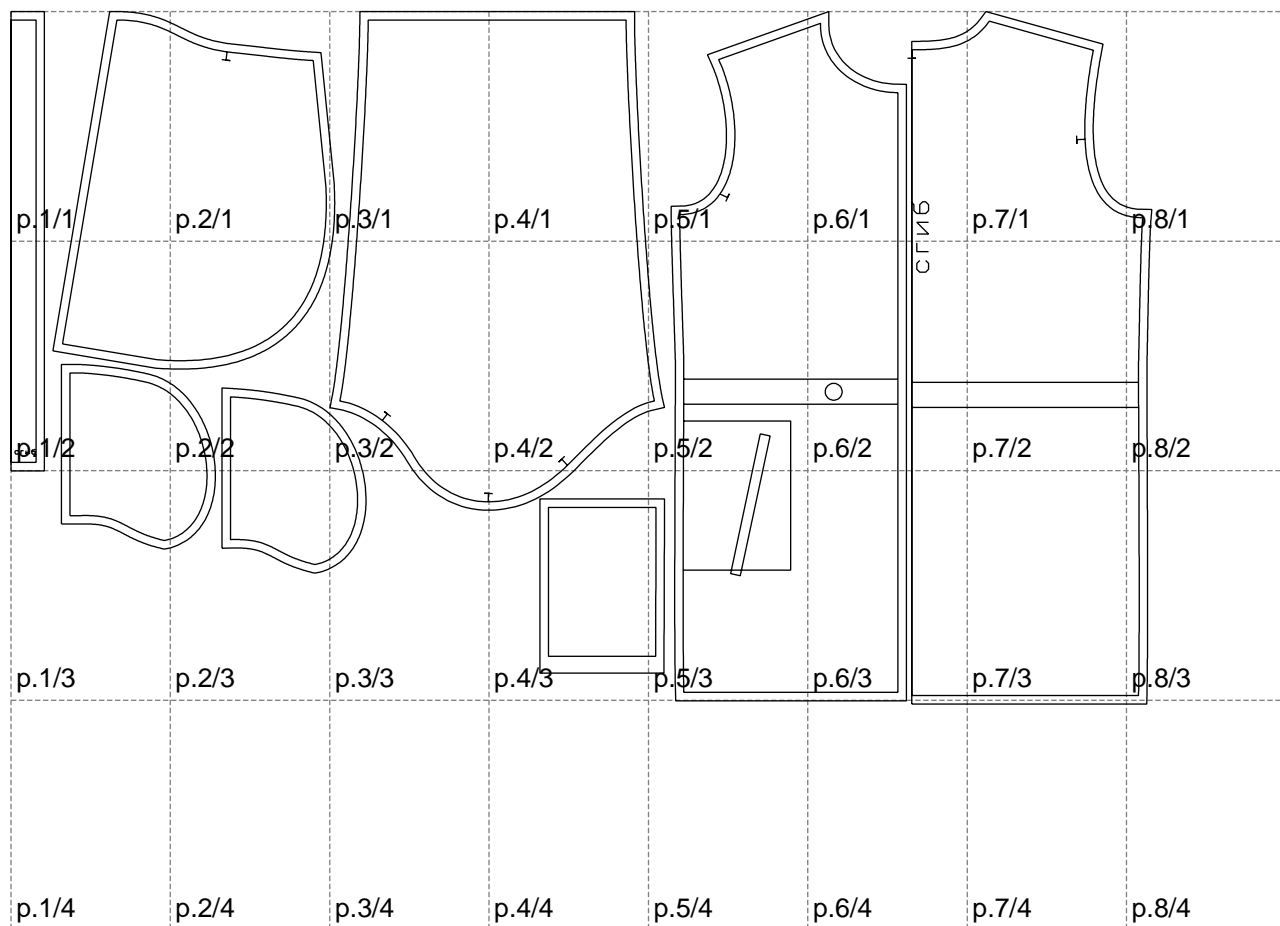 p.1/1 p.2/1 p.3/1 p.4/1 p.5/1 p.6/1 p.7/1 p.8/1
сгиб
p.1/2 p.2/2 p.3/2 p.4/2 p.5/2 p.6/2 p.7/2 p.8/2
p.1/3 p.2/3 p.3/3 p.4/3 p.5/3 p.6/3 p.7/3 p.8/3
p.1/4 p.2/4 p.3/4 p.4/4 p.5/4 p.6/4 p.7/4 p.8/4